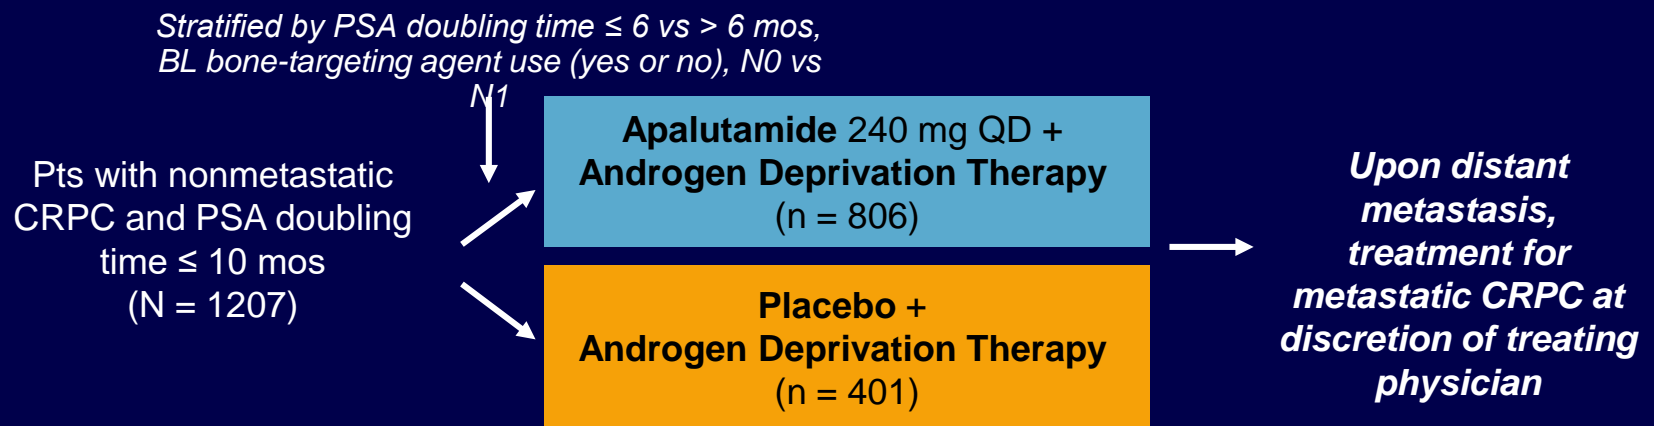 Stratified by PSA doubling time ≤ 6 vs > 6 mos,
BL bone-targeting agent use (yes or no), N0 vs
N1
Pts with nonmetastatic
CRPC and PSA doubling
time ≤ 10 mos
(N = 1207)
Apalutamide 240 mg QD +
Androgen Deprivation Therapy
(n = 806)
Placebo +
Androgen Deprivation Therapy
(n = 401)
Upon distant
metastasis,
treatment for
metastatic CRPC at
discretion of treating
physician